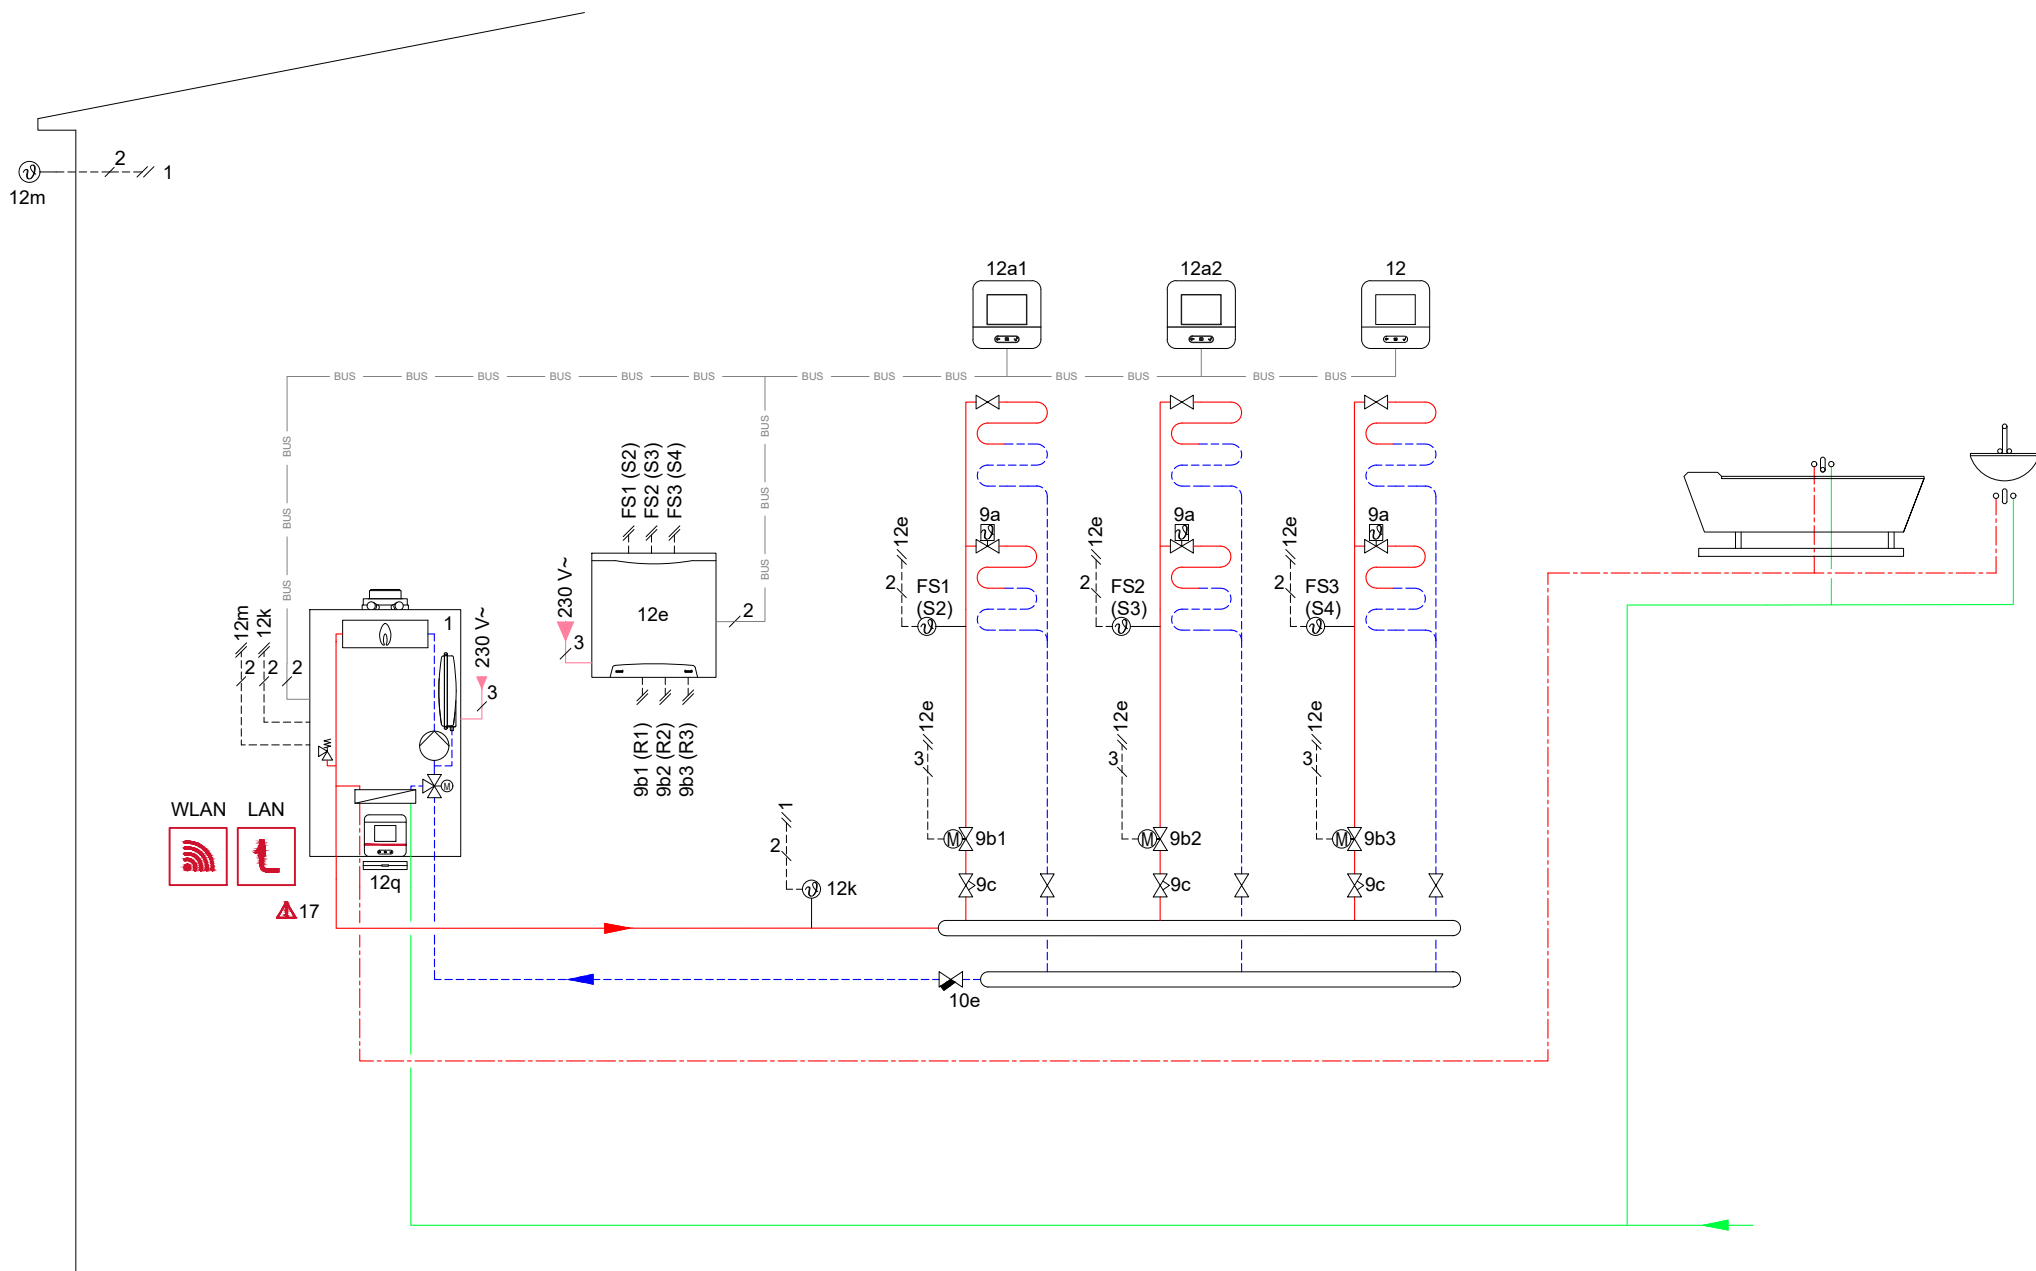 2
1
12m
12a1
12a2
12
BUS BUS BUS BUS BUS BUS BUS BUS BUS BUS BUS BUS BUS
BUS
BUS
BUS
BUS
BUS
BUS
FS1 (S2)
FS2 (S3)
FS3 (S4)
230 V~
3
12e
2
9b1 (R1)
9b2 (R2)
9b3 (R3)
12m
12k
2
2
2
1
230 V~
3
M
12q
WLAN
LAN
17
12e
2
FS1
(S2)
9a
12e
2
FS2
(S3)
9a
12e
2
FS3
(S4)
9a
12e
3
M
9b1
12e
3
M
9b2
12e
3
M
9b3
9c
9c
9c
1
2
12k
10e